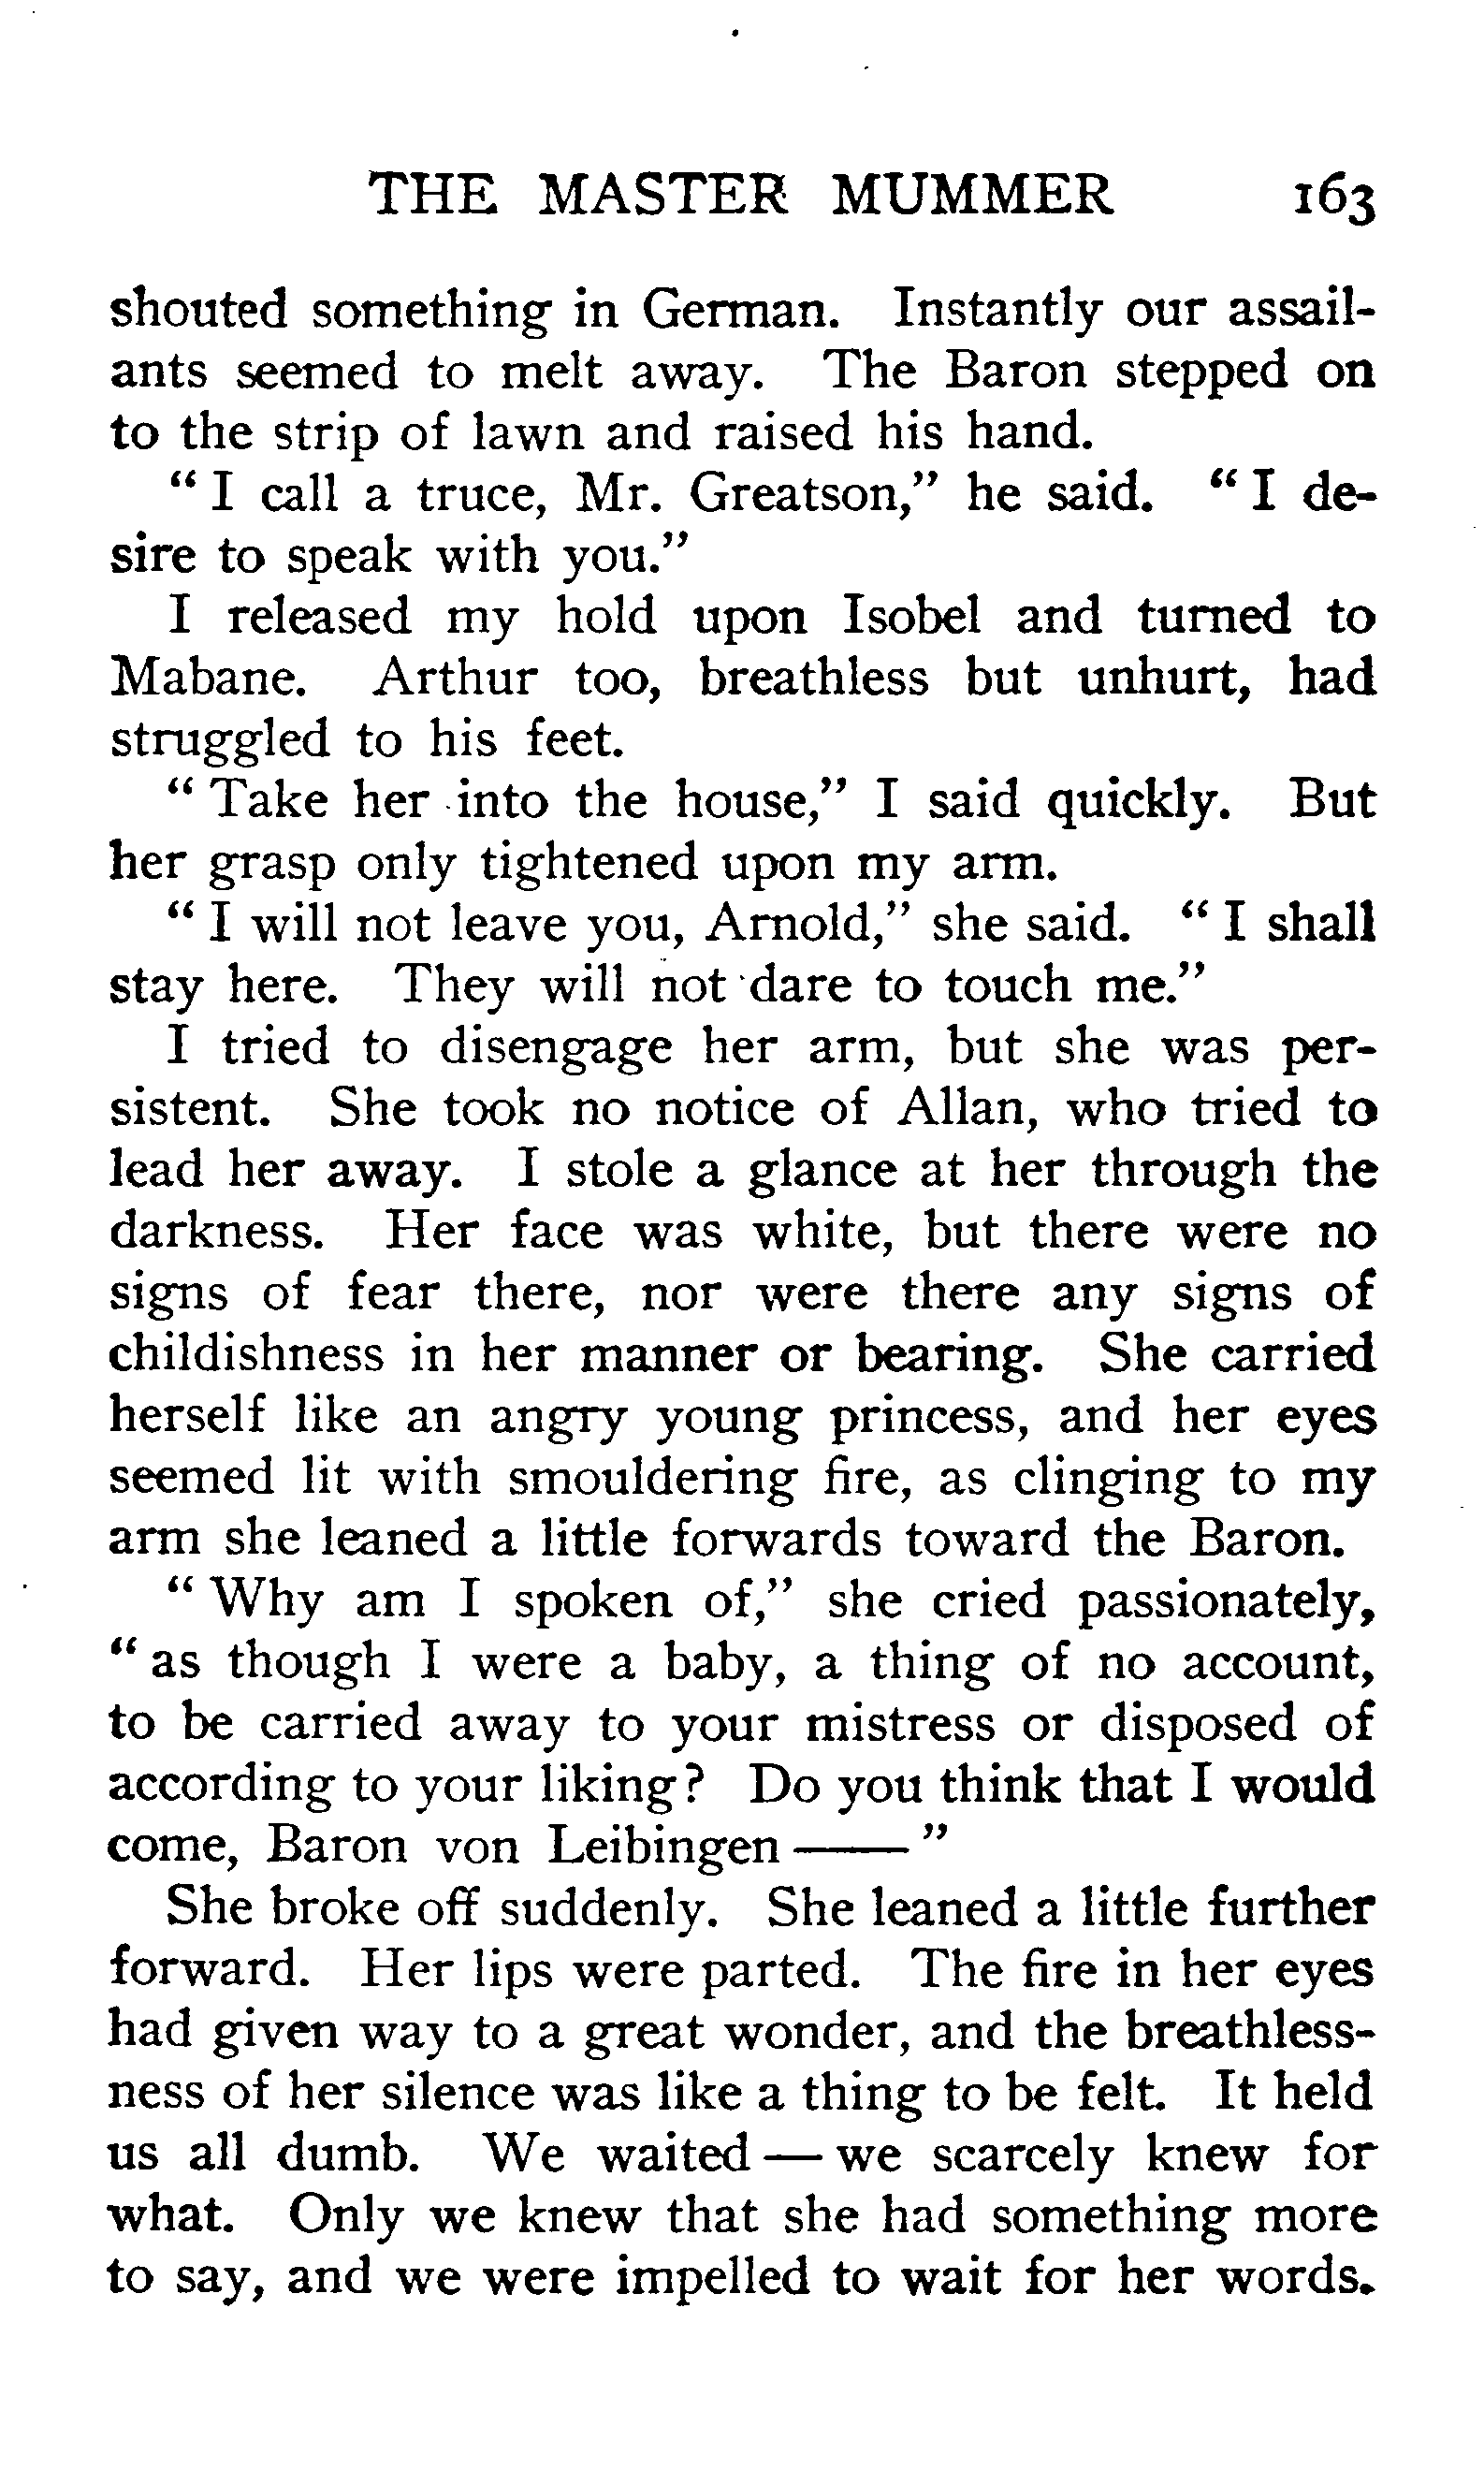 THE MASTER MUMMER 163
shouted something in German. Instantly our assail-
ants seemed to melt away. The Baron stepped on
to the strip of lawn and raised his hand.
“ I call a truce, Mr. Greatson,” he said. “ I de-
sire to speak with you.”
I released my hold upon Isobel and turned to
Mabane. Arthur too, breathless but unhurt, had
struggled to his feet.
“ Take her into the house,” I said quickly. But
her grasp only tightened upon my arm.
“ I will not leave you, Arnold,” she said. “ I shall
stay here. They will not dare to touch me.”
I tried to disengage her arm, but she was per-
sistent. She took no notice of Allan, who tried to
lead her away. I stole a glance at her through the
darkness. Her face was white, but there were no
signs of fear there, nor were there any signs of
childishness in her manner or bearing. She carried
herself like an angry young princess, and her eyes
seemed lit with smouldering fire, as clinging to my
arm she leaned a little forwards toward the Baron.
“ Why am I spoken of,” she cried passionately,
“ as though I were a baby, a thing of no account,
to be carried away to your mistress or disposed of
according to your liking? Do you think that I would
come, Baron von Leibingen —— ”
She broke off suddenly. She leaned a little further
forward. Her lips were parted. The fire in her eyes
had given way to a great wonder, and the breathless-
ness of her silence was like a thing to be felt. It held
us all dumb. We waited — we scarcely knew for
what. Only we knew that she had something more
to say, and we were impelled to wait for her words.